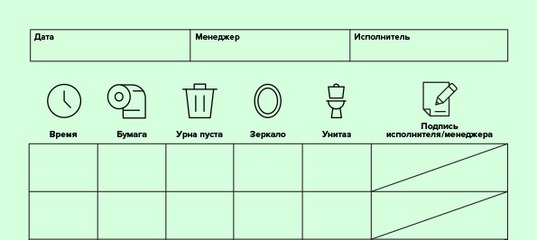 Дата Менеджер Исполнитель
Время Бумага Урна пуста Зеркало Унитаз Подпись
исполнителя/менеджера